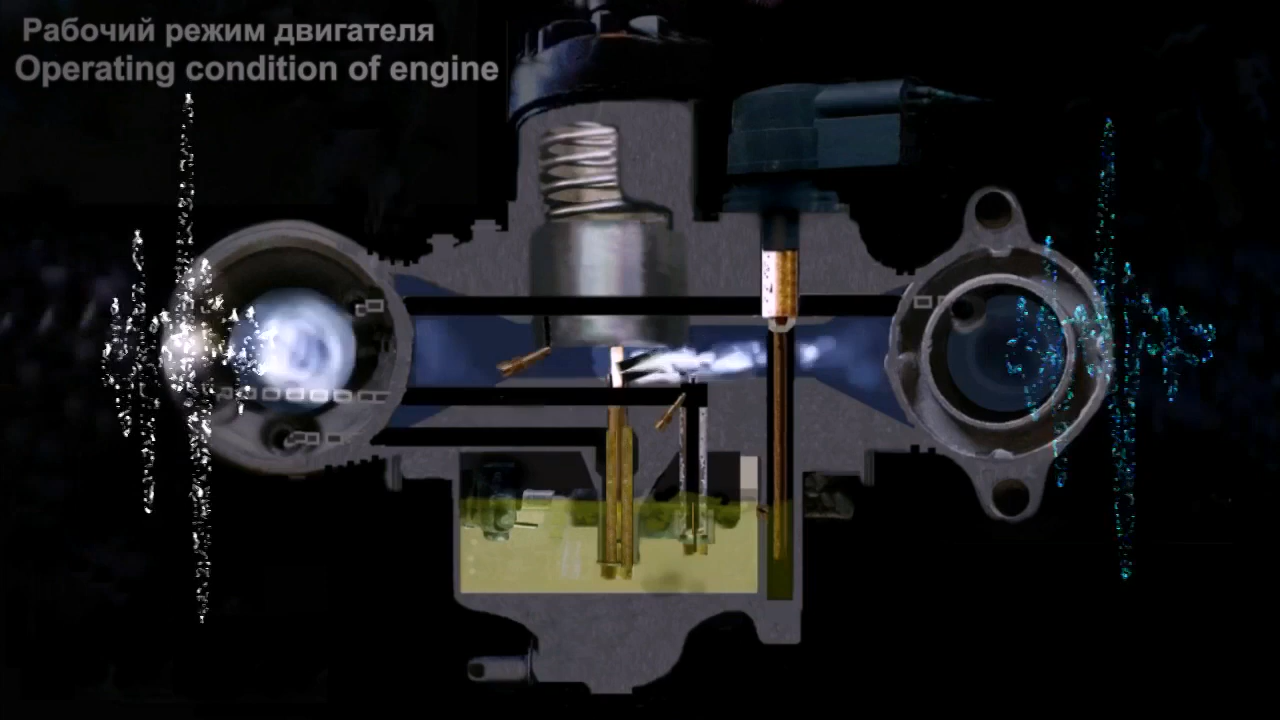 Рабочий режим двигателя
Operating condition of engine